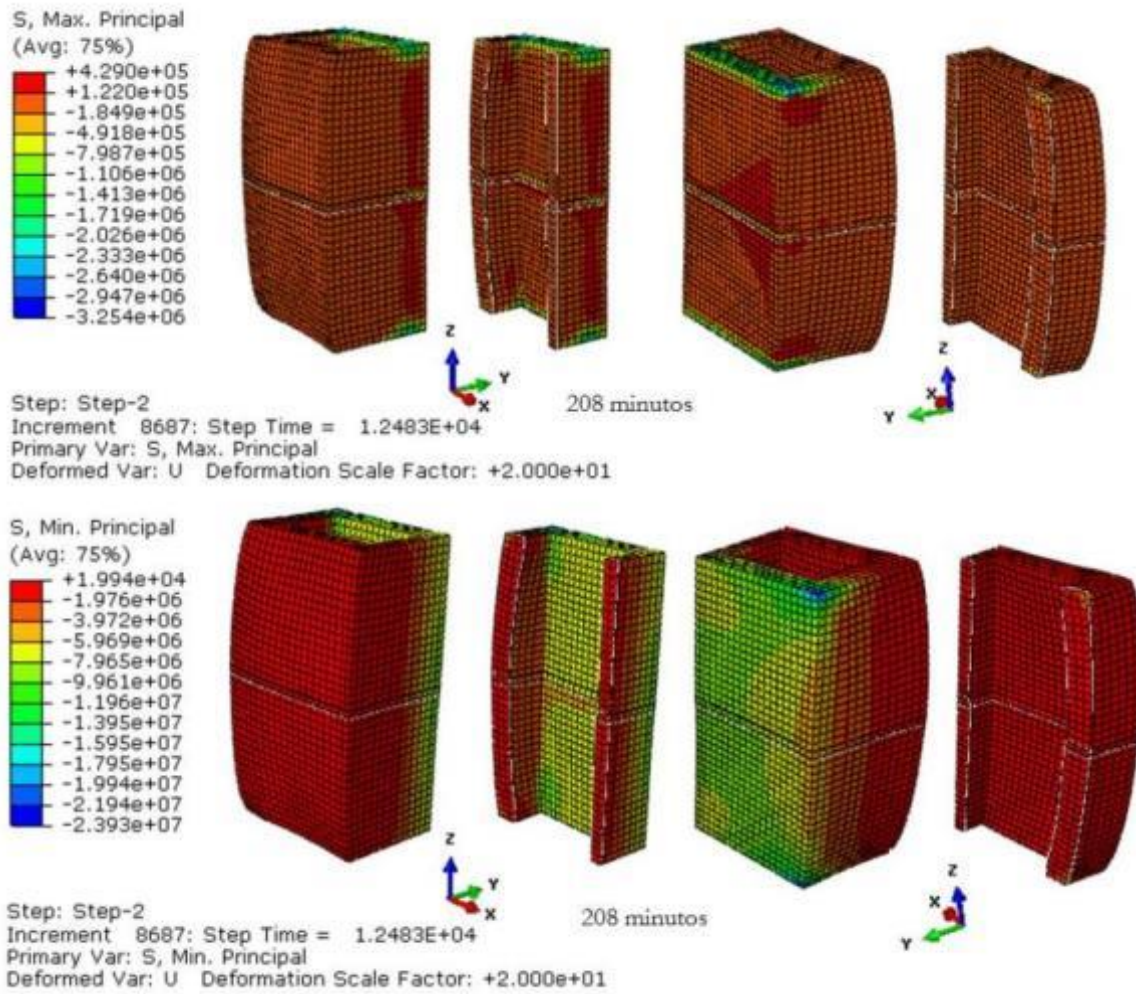 S, Max. Principal
(Avg: 75%)
+4.290e+05
+1.220e+05
-1.849e+05
-4.918e+05
-7.987e+05
-1.106e+06
-1.413e+06
-1.719e+06
-2.026e+06
-2.333e+06
-2.640e+06
-2.947e+06
-3.254e+06
Z
Y
X
208 minutos
Z
X
Y
Step: Step-2
Increment 8687: Step Time = 1.2483E+04
Primary Var: S, Max. Principal
Deformed Var: U Deformation Scale Factor: +2.000e+01
S, Min. Principal
(Avg: 75%)
+1.994e+04
-1.976e+06
-3.972e+06
-5.969e+06
-7.965e+06
-9.961e+06
-1.196e+07
-1.395e+07
-1.595e+07
-1.795e+07
-1.994e+07
-2.194e+07
-2.393e+07
Z
Y
X
208 minutos
Z
X
Y
Step: Step-2
Increment 8687: Step Time = 1.2483E+04
Primary Var: S, Min. Principal
Deformed Var: U Deformation Scale Factor: +2.000e+01